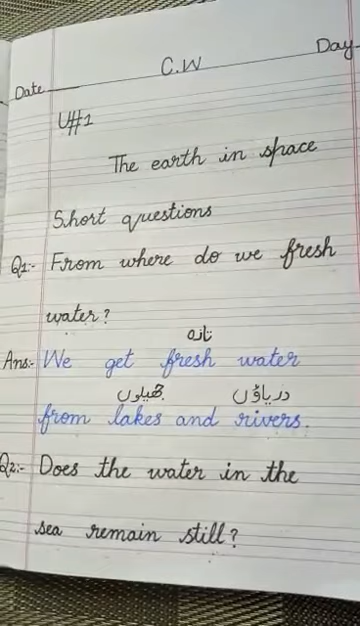 C.W
Date Day
U#1
The earth in space
Short questions
Q1:- From where do we fresh
water?
تازہ
Ans:- We get fresh water
جھیلوں دریاؤں
from lakes and rivers.
Q2:- Does the water in the
sea remain still?